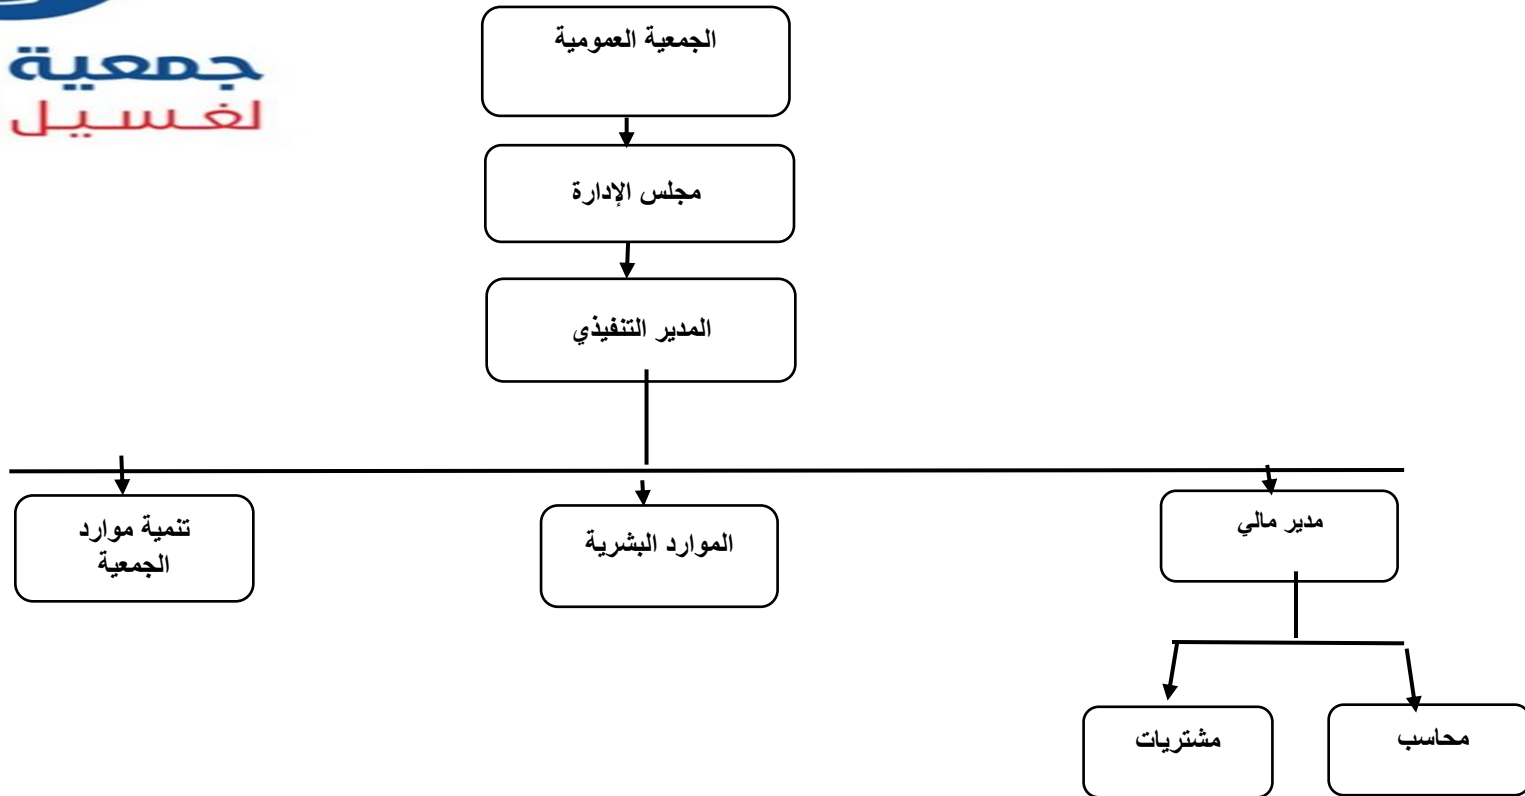 جمعية
لغسيل
الجمعية العمومية
مجلس الإدارة
المدير التنفيذي
مدير مالي
الموارد البشرية
تنمية موارد
الجمعية
محاسب
مشتريات